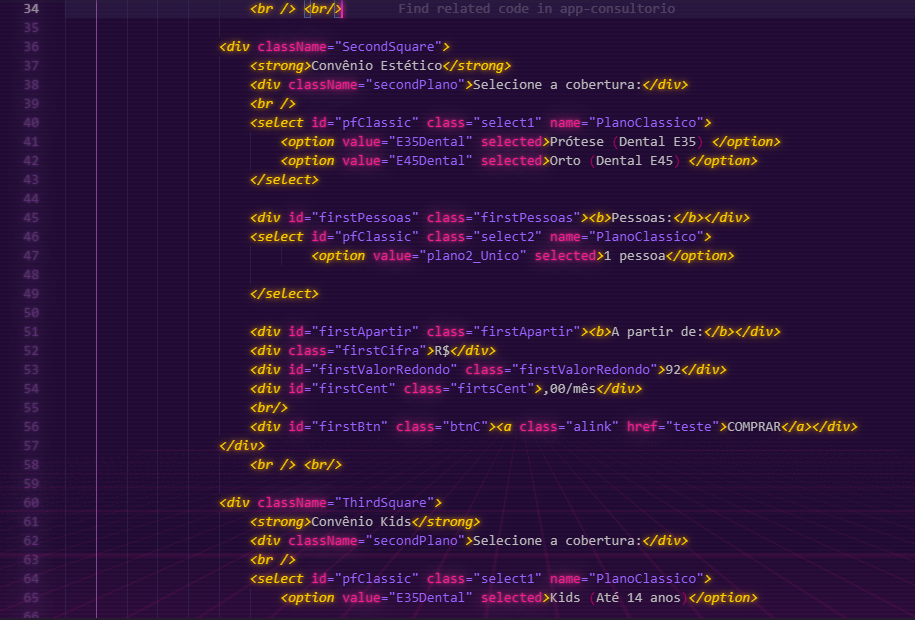 34 <br /> <br/> Find related code in app-consultorio
35
36 <div className="SecondSquare">
37 <strong>Convênio Estético</strong>
38 <div className="secondPlano">Selecione a cobertura:</div>
39 <br />
40 <select id="pfClassic" class="select1" name="PlanoClassico">
41 <option value="E35Dental" selected>Prótese (Dental E35) </option>
42 <option value="E45Dental" selected>Orto (Dental E45) </option>
43 </select>
44
45 <div id="firstPessoas" class="firstPessoas"><b>Pessoas:</b></div>
46 <select id="pfClassic" class="select2" name="PlanoClassico">
47 <option value="plano2_Unico" selected>1 pessoa</option>
48
49 </select>
50
51 <div id="firstApartir" class="firstApartir"><b>A partir de:</b></div>
52 <div class="firstCifra">R$</div>
53 <div id="firstValorRedondo" class="firstValorRedondo">92</div>
54 <div id="firstCent" class="firtsCent">,00/mês</div>
55 <br/>
56 <div id="firstBtn" class="btnC"><a class="alink" href="teste">COMPRAR</a></div>
57 </div>
58 <br /> <br/>
59
60 <div className="ThirdSquare">
61 <strong>Convênio Kids</strong>
62 <div className="secondPlano">Selecione a cobertura:</div>
63 <br />
64 <select id="pfClassic" class="select1" name="PlanoClassico">
65 <option value="E35Dental" selected>Kids (Até 14 anos)</option>
66